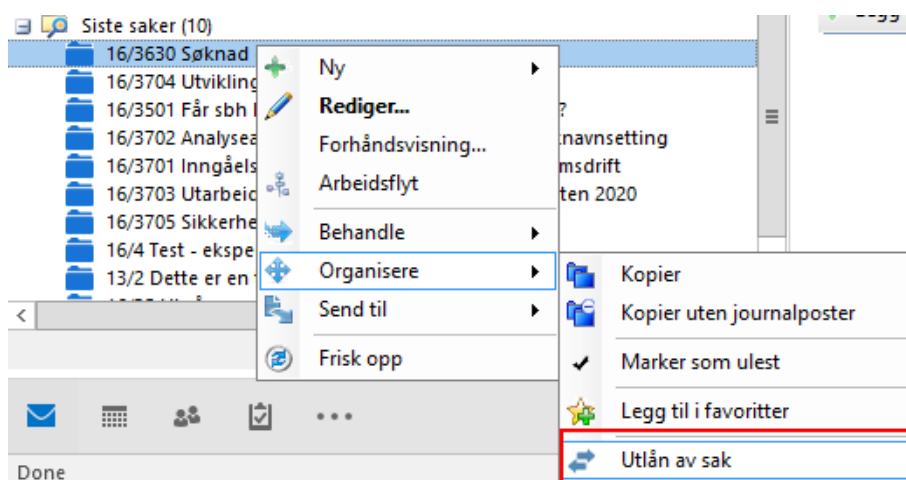 Siste saker (10)
16/3630 Søknad
16/3704 Utvikling
16/3501 Får sbh ?
16/3702 Analysea navnsetting
16/3701 Inngåels msdrift
16/3703 Utarbeid ten 2020
16/3705 Sikkerhe
16/4 Test - ekspe
13/2 Dette er en
Ny
Rediger...
Forhåndsvisning...
Arbeidsflyt
Behandle
Organisere
Send til
Frisk opp
Kopier
Kopier uten journalposter
Marker som ulest
Legg til i favoritter
Utlån av sak
Done